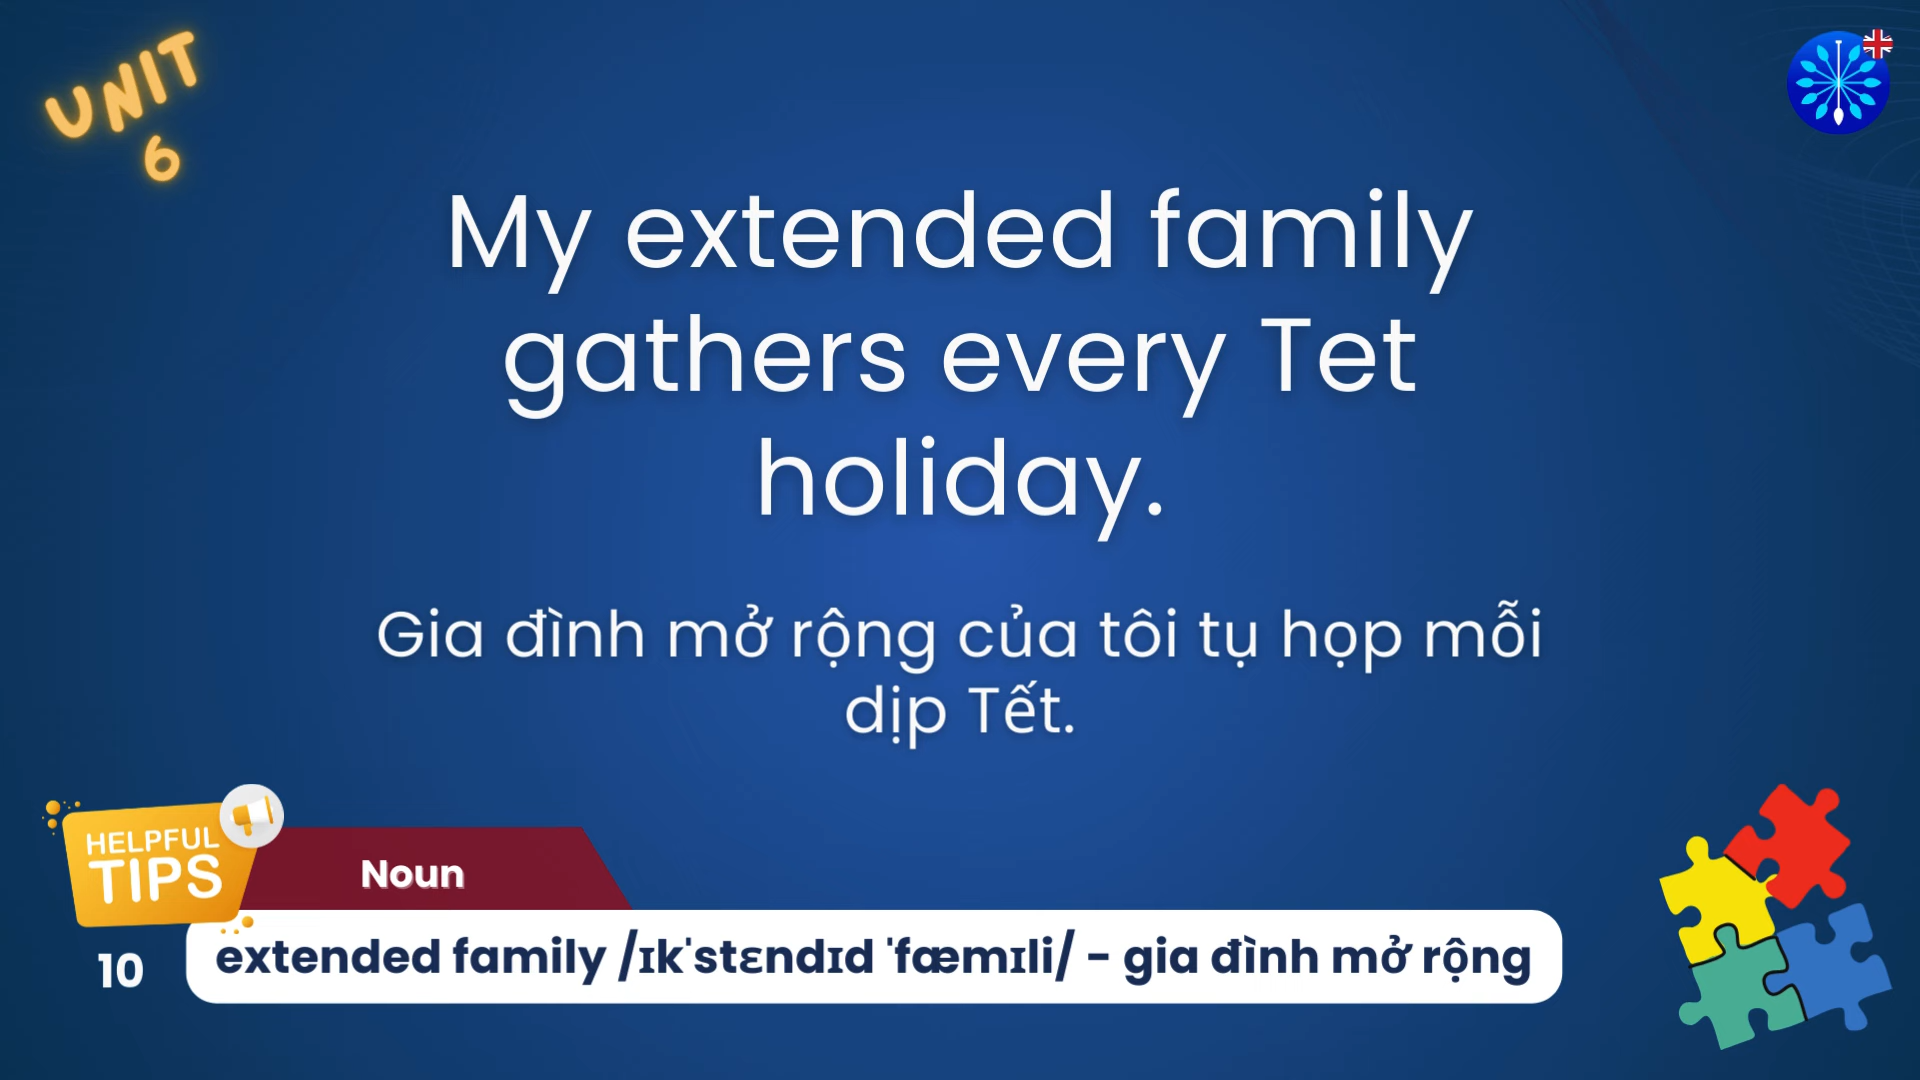 UNIT
6
My extended family
gathers every Tet
holiday.
Gia đình mở rộng của tôi tụ họp mỗi
dịp Tết.
HELPFUL
TIPS
Noun
10
extended family /ɪkˈstɛndɪd ˈfæmɪli/ - gia đình mở rộng